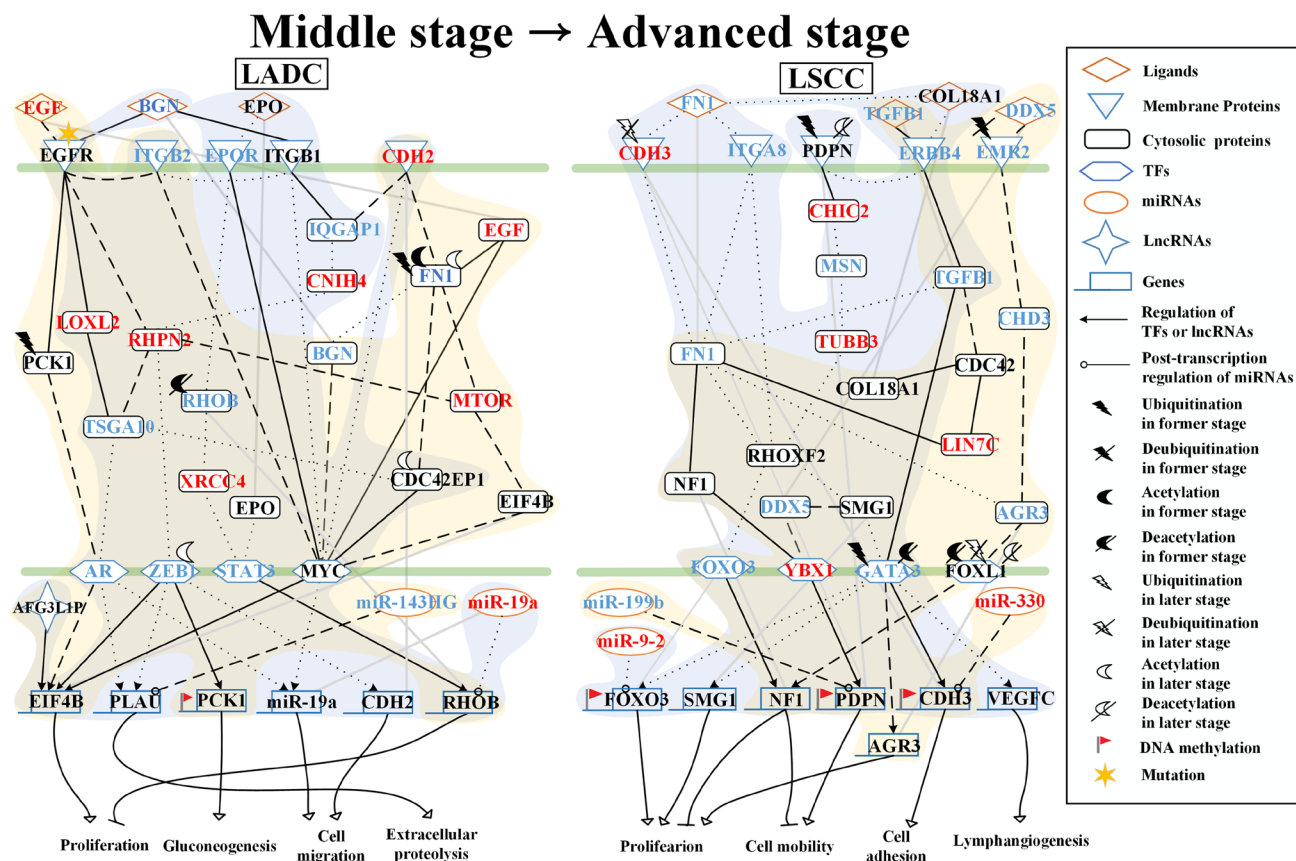 Middle stage → Advanced stage
LADC
LSCC
EGF
BGN
EPO
EGFR
ITGB2
EPOR
ITGB1
CDH2
IQGAP1
EGF
CNIH4
FN1
LOXL2
RHPN2
PCK1
BGN
RHOB
MTOR
TSGA10
XRCC4
CDC42EP1
EPO
EIF4B
AR
ZEB1
STAT3
MYC
AFG3L1P
miR-143HG
miR-19a
EIF4B
PLAU
PCK1
miR-19a
CDH2
RHOB
Proliferation
Gluconeogenesis
Cell
migration
Extracellular
proteolysis
FN1
COL18A1
TGFB1
DDX5
CDH3
ITGA8
PDPN
ERBB4
EMR2
CHIC2
MSN
TGFB1
CHD3
TUBB3
FN1
CDC42
COL18A1
LIN7C
RHOXF2
NF1
DDX5
SMG1
AGR3
FOXO3
YBX1
GATA3
FOXL1
miR-199b
miR-330
miR-9-2
FOXO3
SMG1
NF1
PDPN
CDH3
VEGFC
AGR3
Profifearion
Cell mobility
Cell
adhesion
Lymphangiogenesis
Ligands
Membrane Proteins
Cytosolic proteins
TFs
miRNAs
LncRNAs
Genes
Regulation of
TFs or lncRNAs
Post-transcription
regulation of miRNAs
Ubiquitination
in former stage
Deubiquitination
in former stage
Acetylation
in former stage
Deacetylation
in former stage
Ubiquitination
in later stage
Deubiquitination
in later stage
Acetylation
in later stage
Deacetylation
in later stage
DNA methylation
Mutation